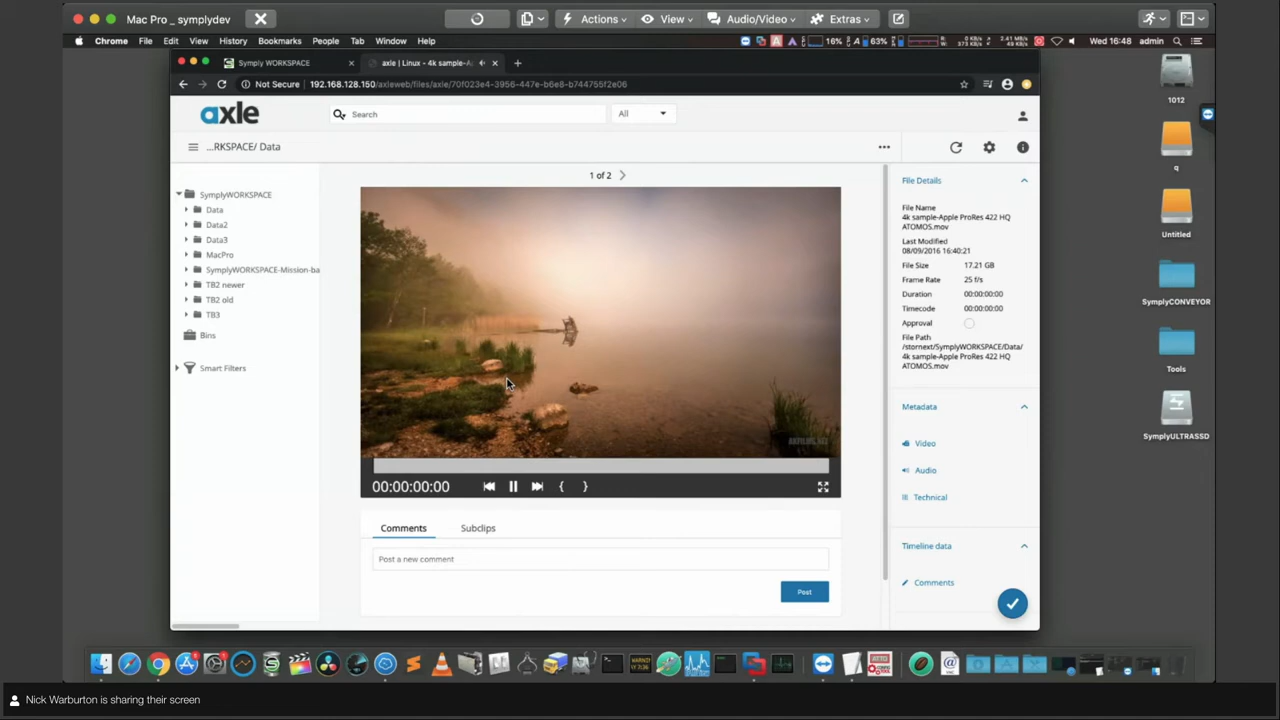 Mac Pro _ symplydev
Actions
View
Audio/Video
Extras
Chrome File Edit View History Bookmarks People Tab Window Help
16% 63% Wed 16:48 admin
Symply WORKSPACE
axle | Linux - 4k sample-A
Not Secure 192.168.128.150/axleweb/files/axle/70f023e4-3956-447e-b6e8-b744755f2e06
axle
Search
All
...RKSPACE/ Data
1 of 2
SymplyWORKSPACE
Data
Data2
Data3
MacPro
SymplyWORKSPACE-Mission-ba
TB2 newer
TB2 old
TB3
Bins
Smart Filters
00:00:00:00
{ }
Comments
Subclips
Post a new comment
Post
File Details
File Name
4k sample-Apple ProRes 422 HQ
ATOMOS.mov
Last Modified
08/09/2016 16:40:21
File Size 17.21 GB
Frame Rate 25 f/s
Duration 00:00:00:00
Timecode 00:00:00:00
Approval
File Path
/stornext/SymplyWORKSPACE/Data/
4k sample-Apple ProRes 422 HQ
ATOMOS.mov
Metadata
Video
Audio
Technical
Timeline data
Comments
1012
q
Untitled
SymplyCONVEYOR
Tools
SymplyULTRASSD
Nick Warburton is sharing their screen